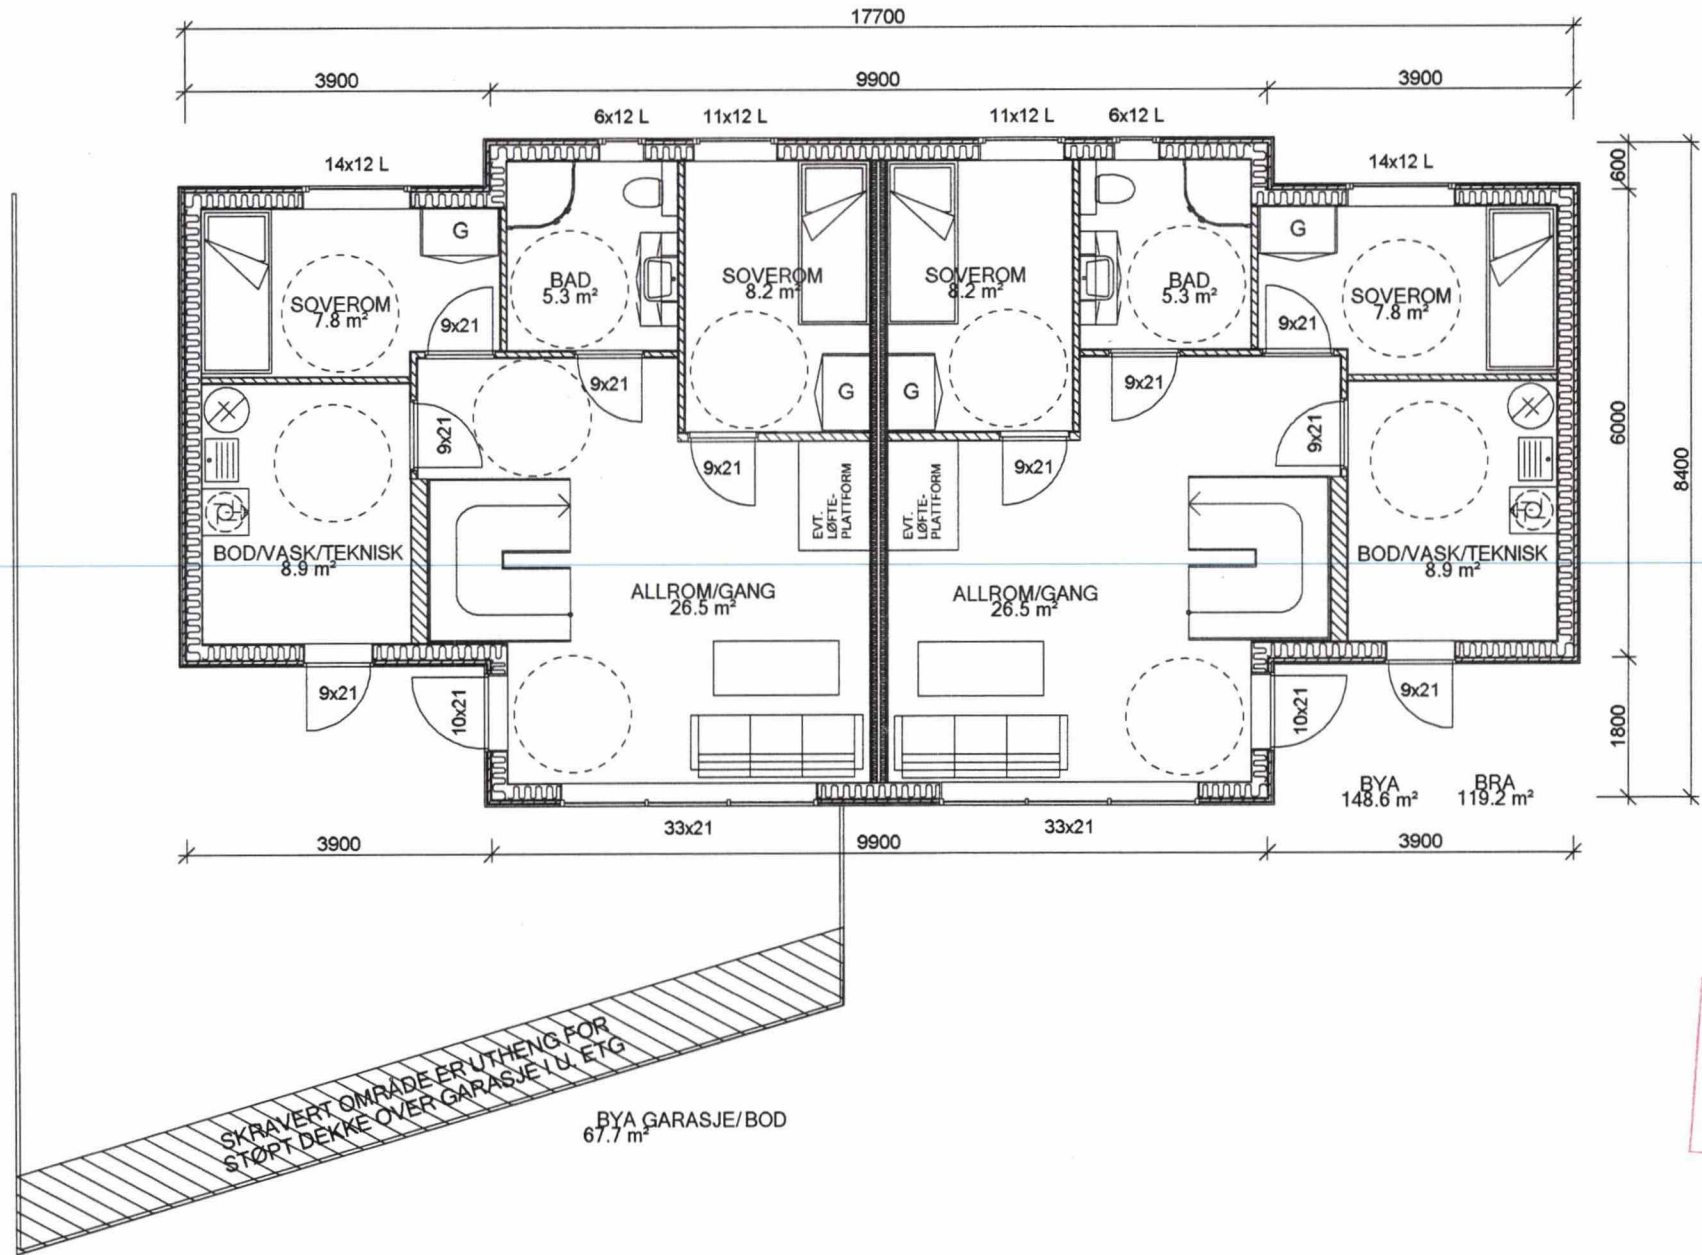 17700
3900
9900
3900
6x12 L
11x12 L
11x12 L
6x12 L
14x12 L
14x12 L
600
6000
1800
8400
G
G
BAD
5.3 m²
SOVEROM
8.2 m²
SOVEROM
8.2 m²
BAD
5.3 m²
SOVEROM
7.8 m²
SOVEROM
7.8 m²
9x21
9x21
9x21
9x21
G
G
9x21
9x21
9x21
9x21
EVT.
LØFTE-
PLATTFORM
EVT.
LØFTE-
PLATTFORM
BOD/VASK/TEKNISK
8.9 m²
BOD/VASK/TEKNISK
8.9 m²
ALLROM/GANG
26.5 m²
ALLROM/GANG
26.5 m²
9x21
10x21
10x21
9x21
BYA
148.6 m²
BRA
119.2 m²
33x21
33x21
3900
9900
3900
SKRAVERT OMRÅDE ER UTHENG FOR
STØPT DEKKE OVER GARASJE I U. ETG
BYA GARASJE/BOD
67.7 m²